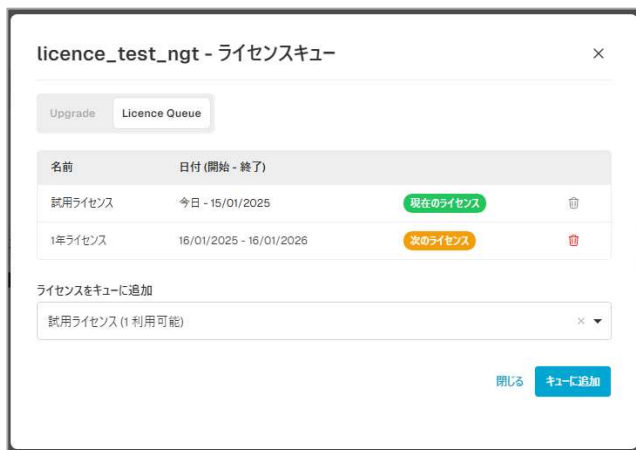 licence_test_ngt - ライセンスキュー
Upgrade Licence Queue
名前 日付 (開始 - 終了)
試用ライセンス 今日 - 15/01/2025 現在のライセンス
1年ライセンス 16/01/2025 - 16/01/2026 次のライセンス
ライセンスをキューに追加
試用ライセンス (1 利用可能)
閉じる キューに追加